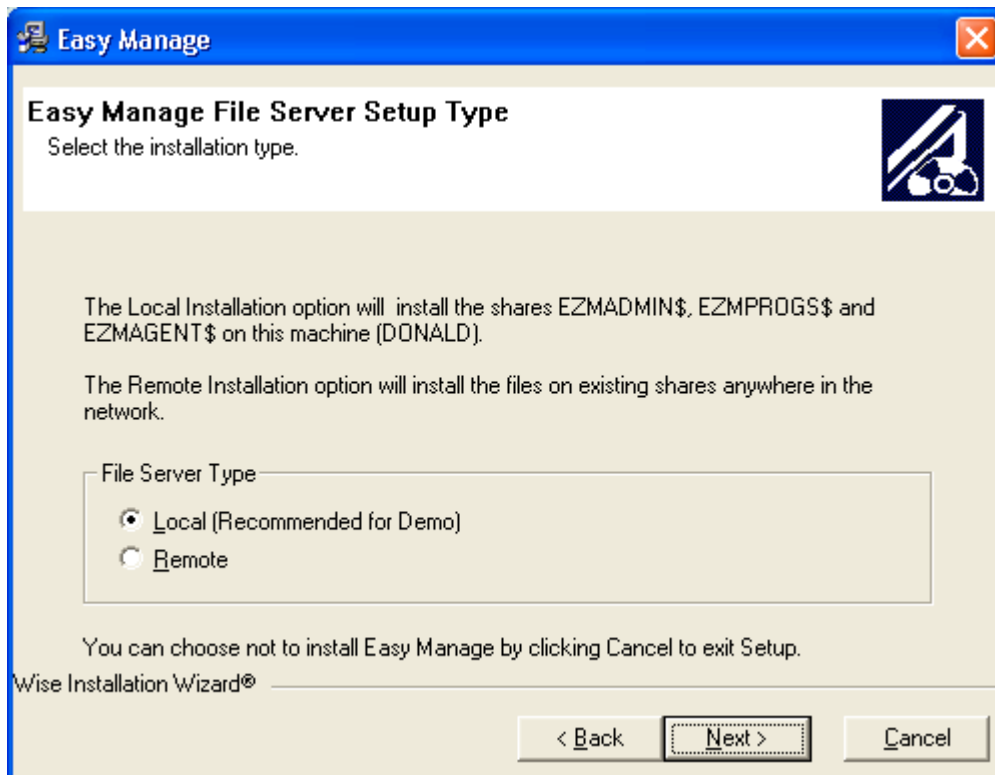 Easy Manage
Easy Manage File Server Setup Type
Select the installation type.
The Local Installation option will install the shares EZMADMIN$, EZMPROGS$ and
EZMAGENT$ on this machine (DONALD).
The Remote Installation option will install the files on existing shares anywhere in the
network.
File Server Type
Local (Recommended for Demo)
Remote
You can choose not to install Easy Manage by clicking Cancel to exit Setup.
Wise Installation Wizard®
< Back
Next >
Cancel